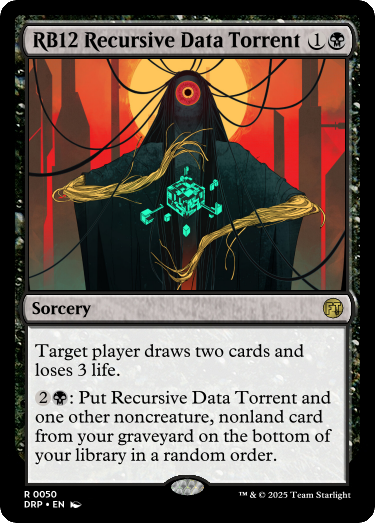 RB12 Recursive Data Torrent 1
Sorcery
FT
Target player draws two cards and
loses 3 life.
2: Put Recursive Data Torrent and
one other noncreature, nonland card
from your graveyard on the bottom of
your library in a random order.
R 0050
DRP • EN
™ & © 2025 Team Starlight